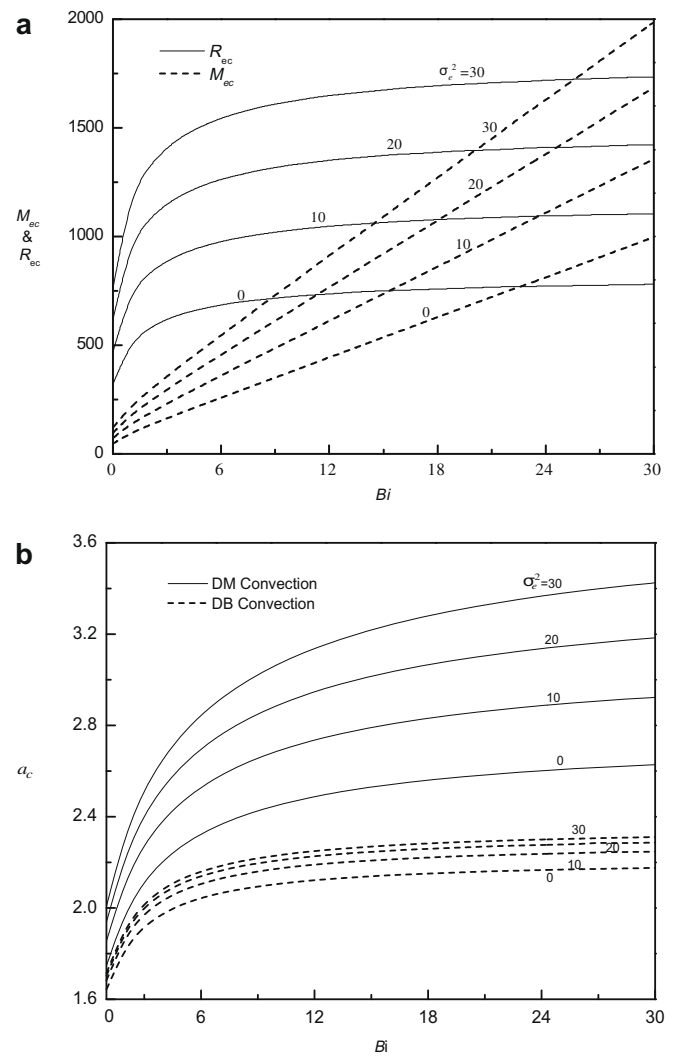 a
2000
1500
1000
500
0
M_ec
&
R_ec
R_ec
M_ec
σ_e^2=30
20
10
0
30
20
10
0
0 6 12 18 24 30
Bi
b
3.6
3.2
2.8
2.4
2.0
1.6
a_c
DM Convection
DB Convection
σ_e^2=30
20
10
0
30
20
10
0
0 6 12 18 24 30
Bi